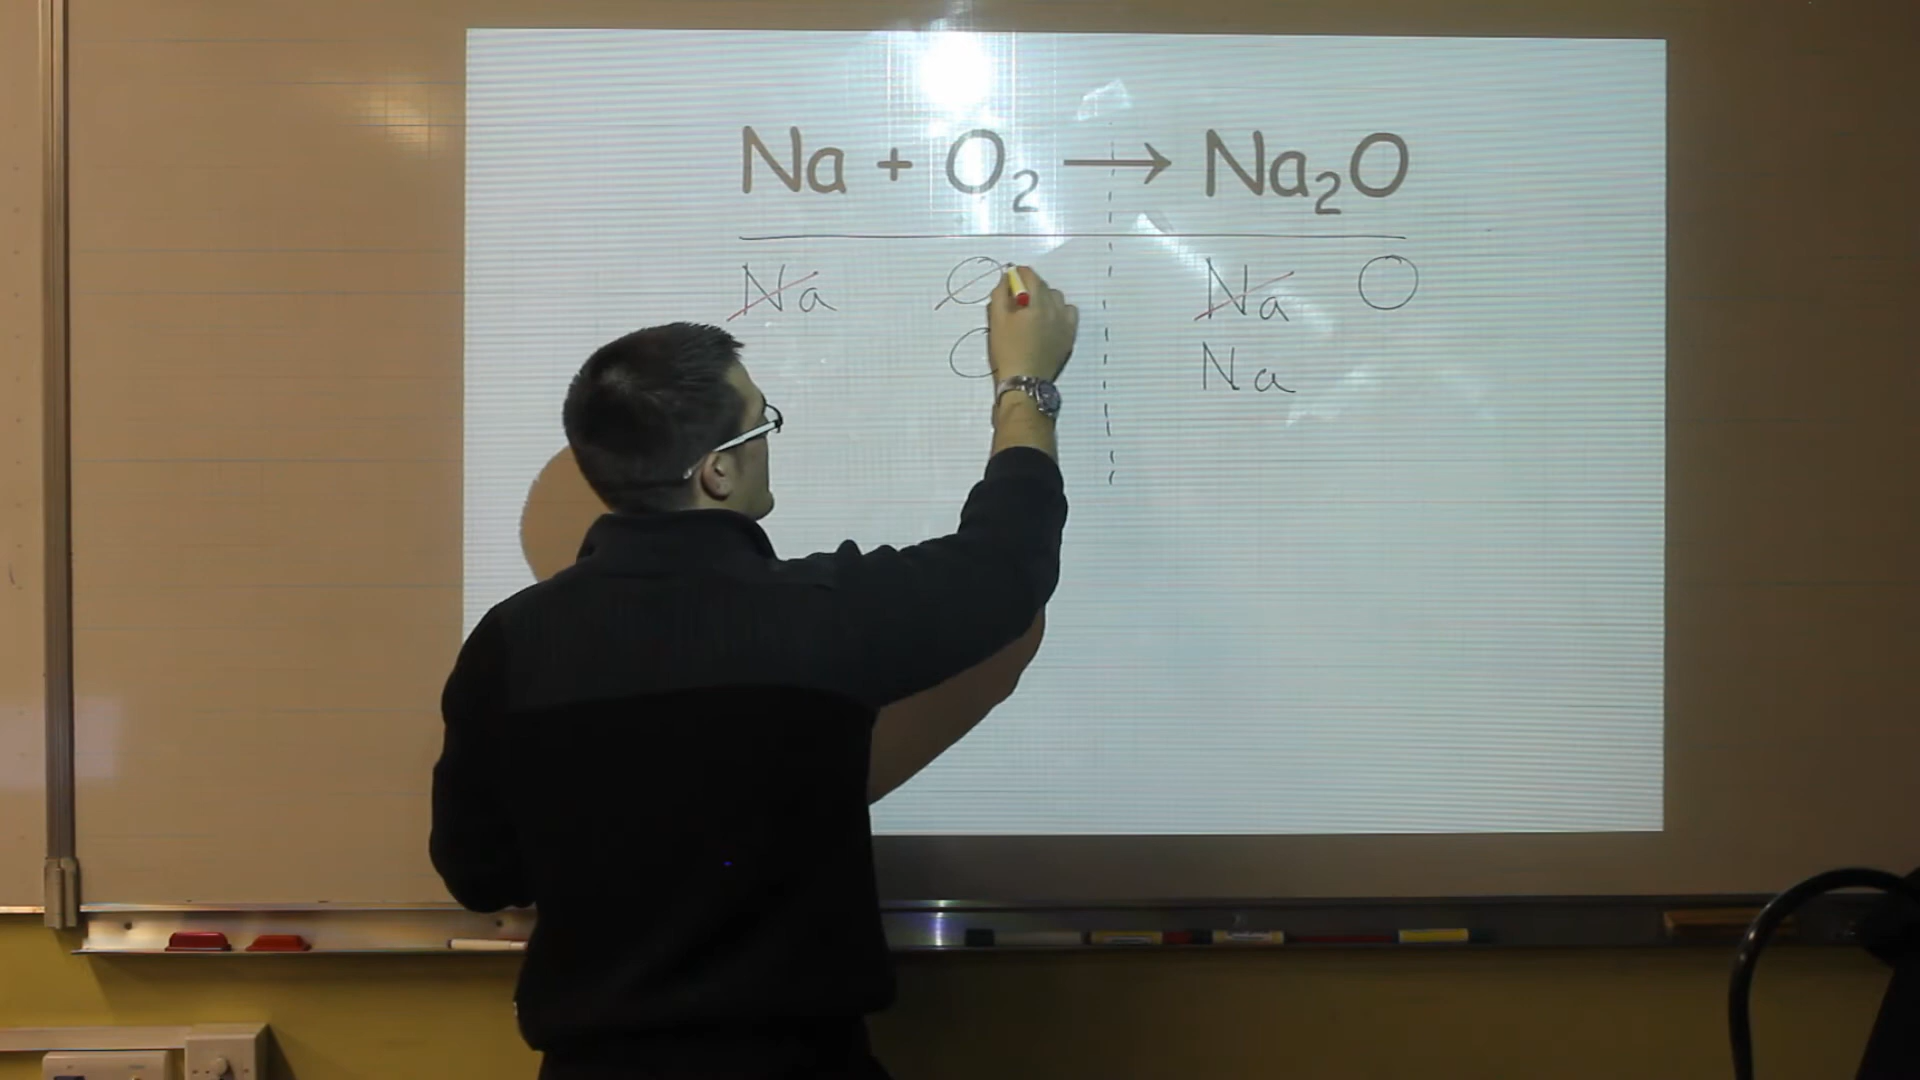 Na + O₂ → Na₂O
Na O Na O
O Na